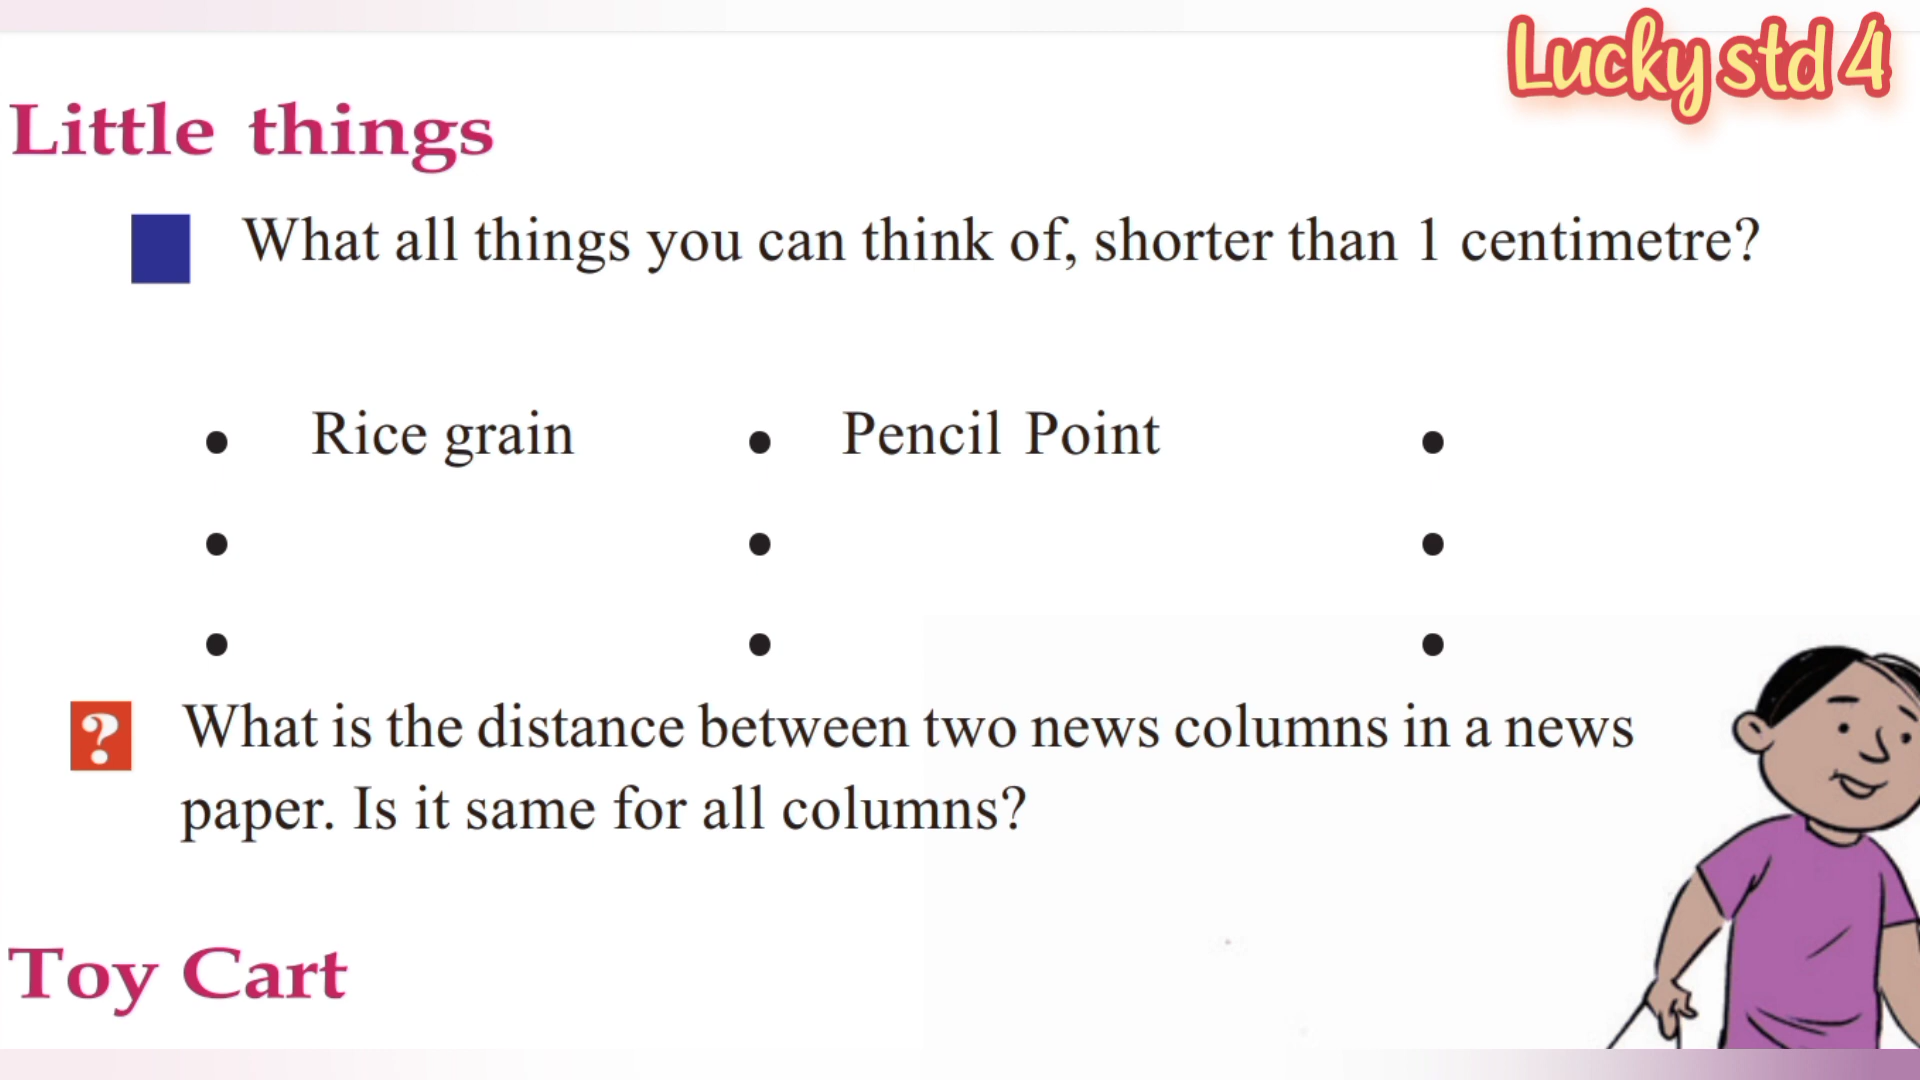 Lucky std 4
Little things
What all things you can think of, shorter than 1 centimetre?
• Rice grain • Pencil Point •
• • •
• • •
? What is the distance between two news columns in a news
paper. Is it same for all columns?
Toy Cart